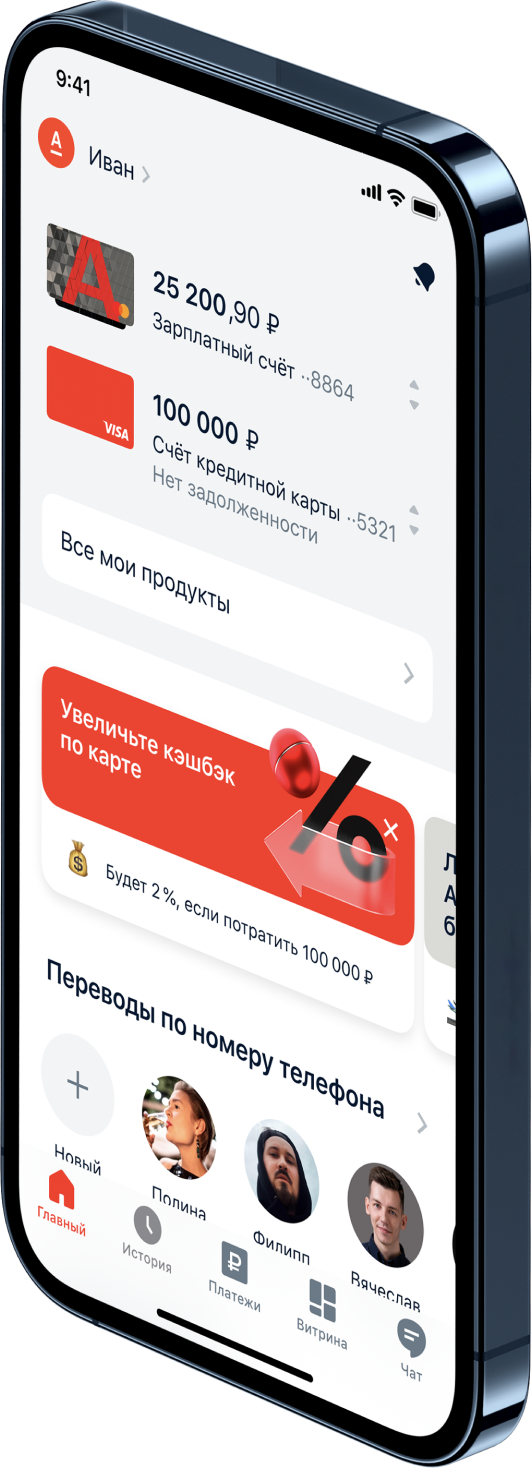 9:41
А
Иван
25 200,90 ₽
Зарплатный счёт ··8864
А.
100 000 ₽
VISA
Счёт кредитной карты ··5321
Нет задолженности
Все мои продукты
Увеличьте кэшбэк
по карте
%
$
Будет 2 %, если потратить 100 000 ₽
Л
А
б
Переводы по номеру телефона
Новый
Полина
Филипп
Вячеслав
Главный
История
₽
Платежи
Витрина
Чат